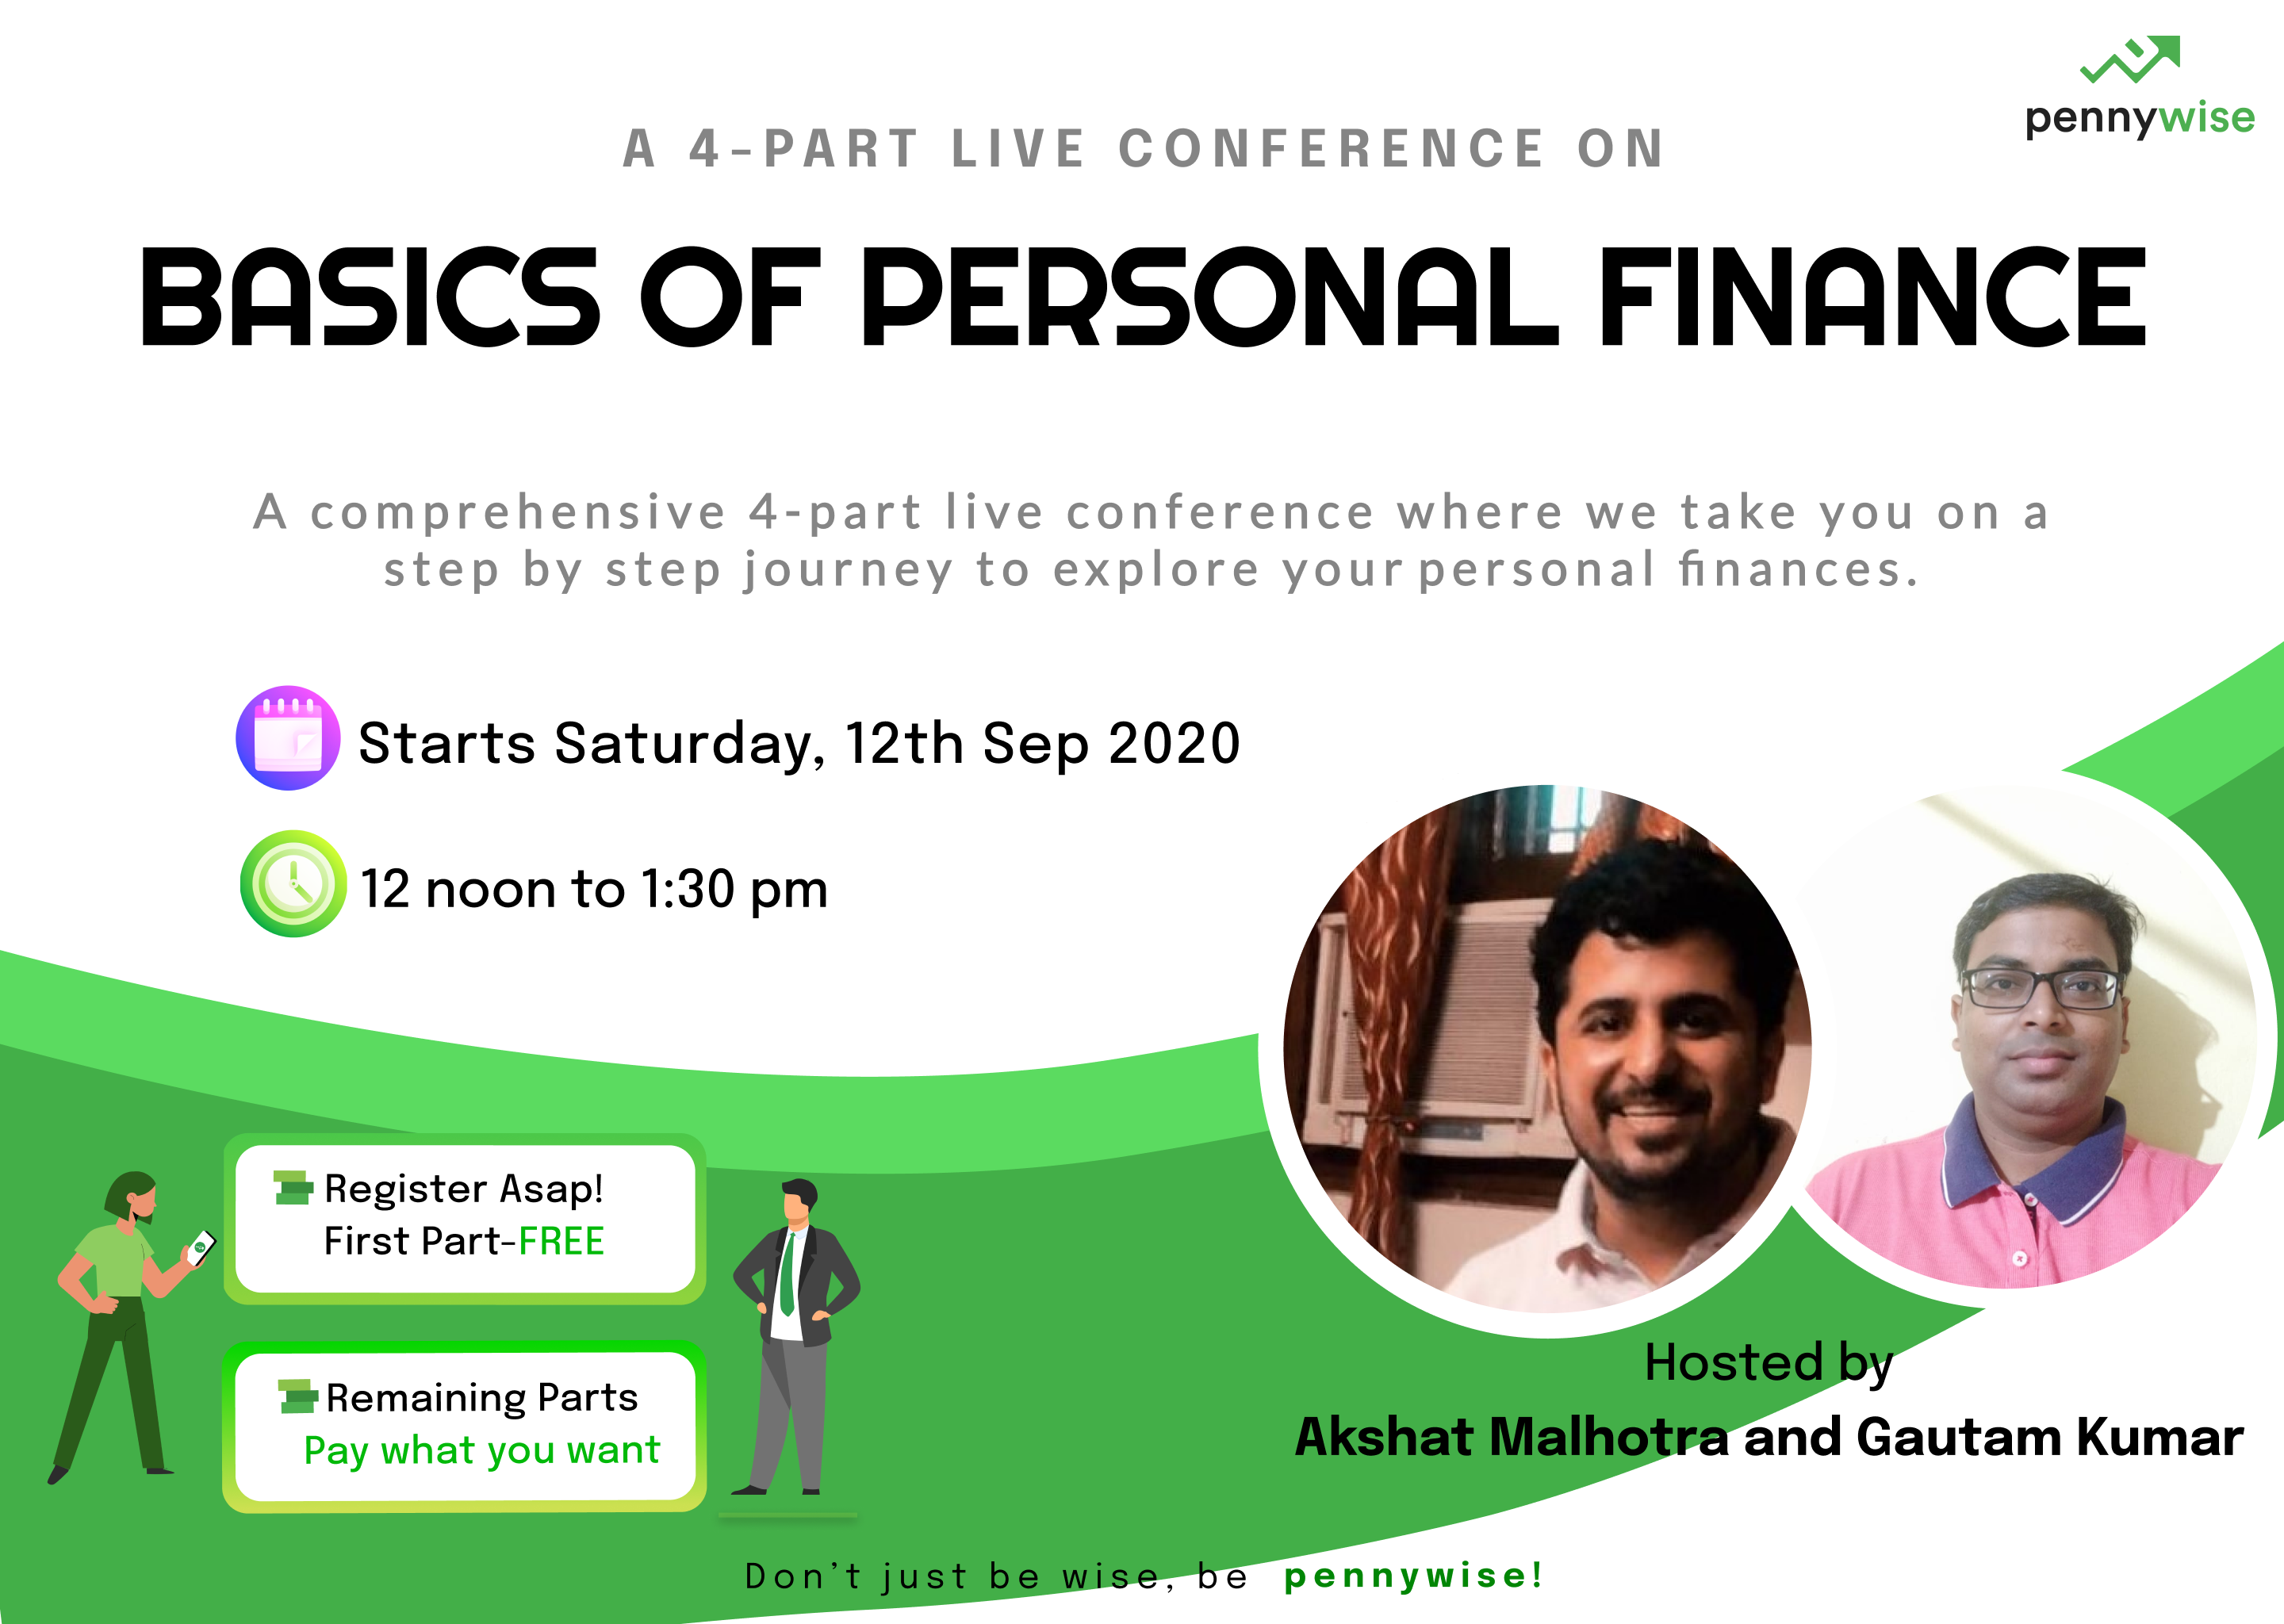 pennywise
A 4-PART LIVE CONFERENCE ON
BASICS OF PERSONAL FINANCE
A comprehensive 4-part live conference where we take you on a
step by step journey to explore your personal finances.
Starts Saturday, 12th Sep 2020
12 noon to 1:30 pm
Register Asap!
First Part-FREE
Remaining Parts
Pay what you want
Hosted by
Akshat Malhotra and Gautam Kumar
Don't just be wise, be pennywise!